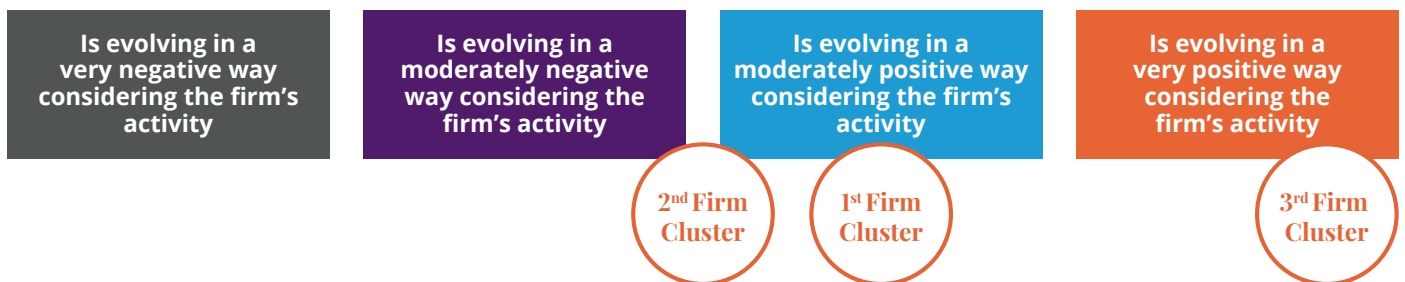 Is evolving in a
very negative way
considering the firm's
activity
Is evolving in a
moderately negative
way considering the
firm's activity
Is evolving in a
moderately positive way
considering the firm's
activity
Is evolving in a
very positive way
considering the
firm's activity
2nd Firm
Cluster
1st Firm
Cluster
3rd Firm
Cluster